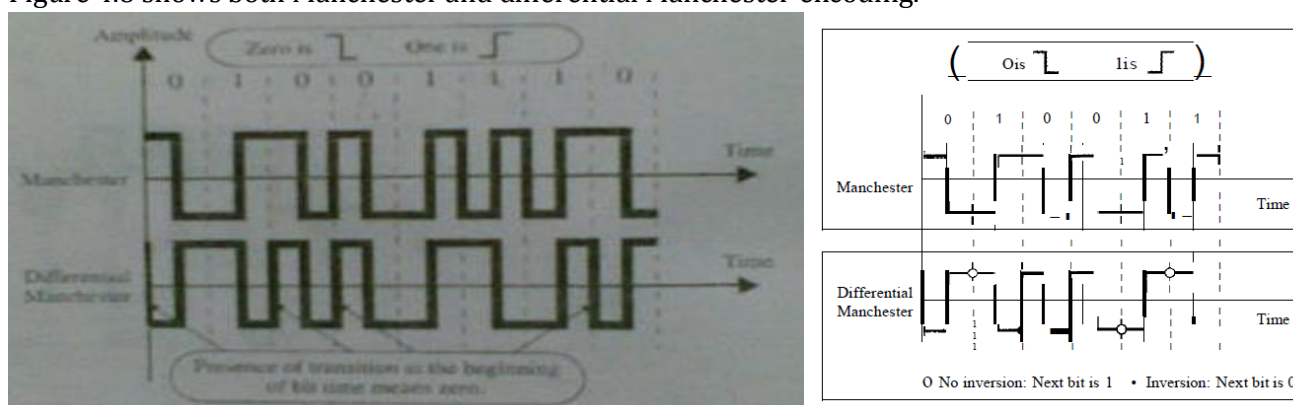 Figure 4.8 shows both Manchester and differential Manchester encoding.
Amplitude
Zero is One is
0 1 0 0 1 1 1 0
Time
Manchester
Time
Differential
Manchester
Presence of transition at the beginning
of bit time means zero.
( Ois 1is )
0 1 0 0 1 1
Manchester
Time
Differential
Manchester
Time
O No inversion: Next bit is 1 • Inversion: Next bit is 0